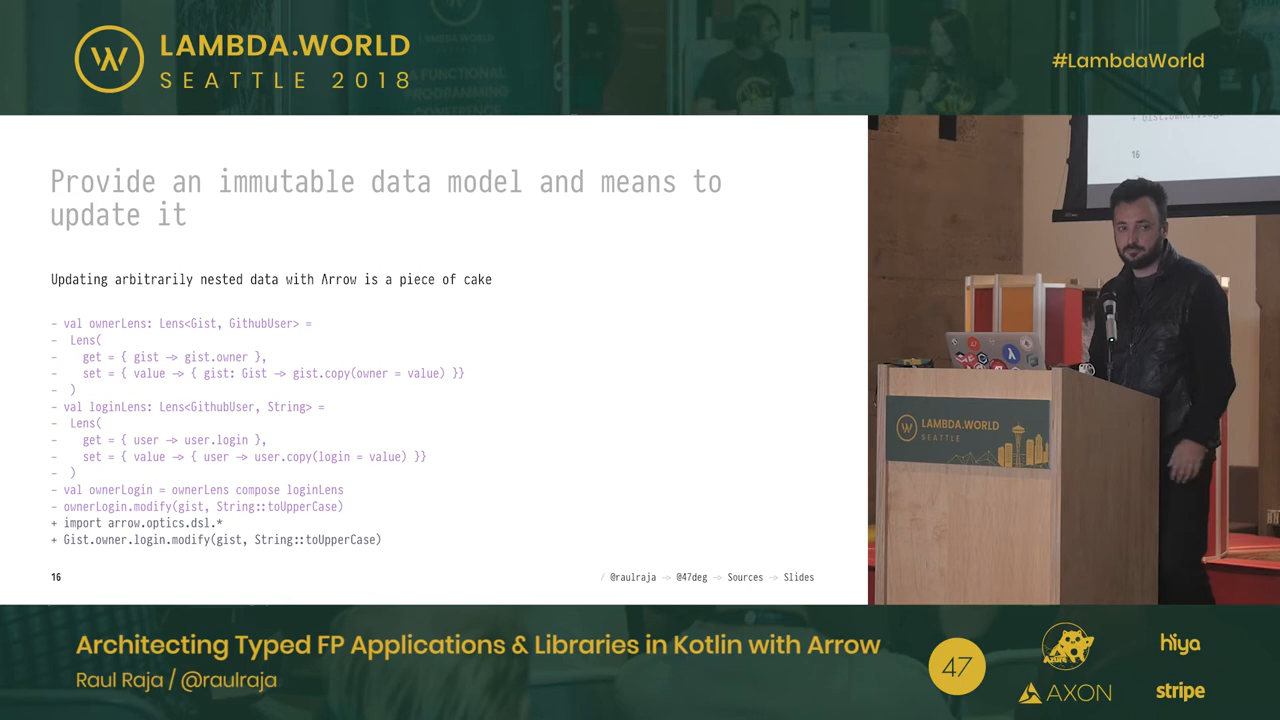 LAMBDA.WORLD
SEATTLE 2018
#LambdaWorld
Provide an immutable data model and means to
update it
Updating arbitrarily nested data with Arrow is a piece of cake
- val ownerLens: Lens<Gist, GithubUser> =
-  Lens(
-    get = { gist -> gist.owner },
-    set = { value -> { gist: Gist -> gist.copy(owner = value) }}
-  )
- val loginLens: Lens<GithubUser, String> =
-  Lens(
-    get = { user -> user.login },
-    set = { value -> { user -> user.copy(login = value) }}
-  )
- val ownerLogin = ownerLens compose loginLens
- ownerLogin.modify(gist, String::toUpperCase)
+ import arrow.optics.dsl.*
+ Gist.owner.login.modify(gist, String::toUpperCase)
16
/ @raulraja -> @47deg -> Sources -> Slides
16
LAMBDA.WORLD
SEATTLE
Architecting Typed FP Applications & Libraries in Kotlin with Arrow
Raul Raja / @raulraja
47
Azure
hiya
AXON
stripe